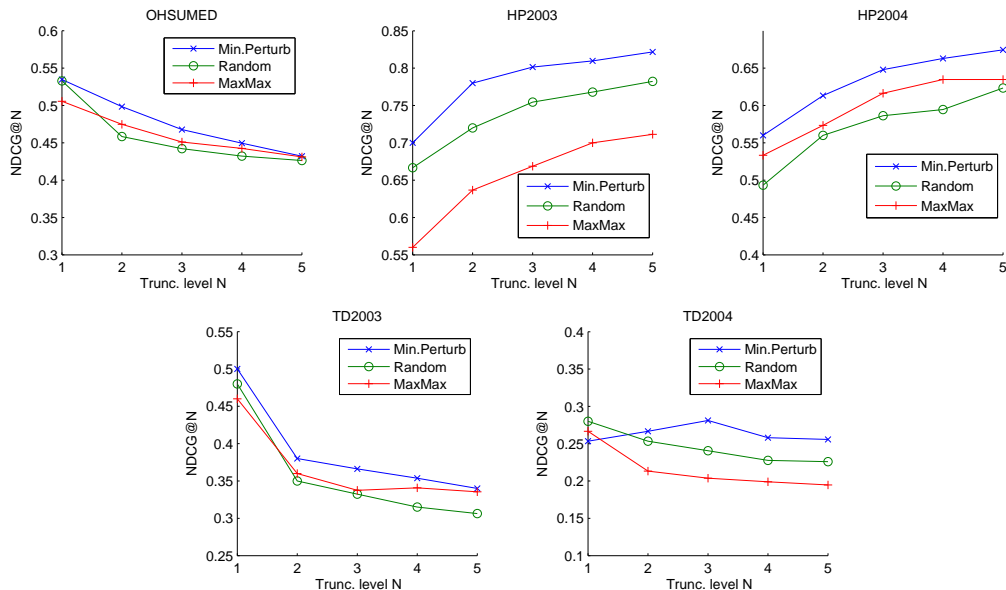 OHSUMED
0.6
0.55
0.5
0.45
0.4
0.35
0.3
NDCG@N
Min.Perturb
Random
MaxMax
1 2 3 4 5
Trunc. level N
HP2003
0.85
0.8
0.75
0.7
0.65
0.6
0.55
NDCG@N
Min.Perturb
Random
MaxMax
1 2 3 4 5
Trunc. level N
HP2004
0.65
0.6
0.55
0.5
0.45
0.4
NDCG@N
Min.Perturb
Random
MaxMax
1 2 3 4 5
Trunc. level N
TD2003
0.55
0.5
0.45
0.4
0.35
0.3
0.25
NDCG@N
Min.Perturb
Random
MaxMax
1 2 3 4 5
Trunc. level N
TD2004
0.4
0.35
0.3
0.25
0.2
0.15
0.1
NDCG@N
Min.Perturb
Random
MaxMax
1 2 3 4 5
Trunc. level N